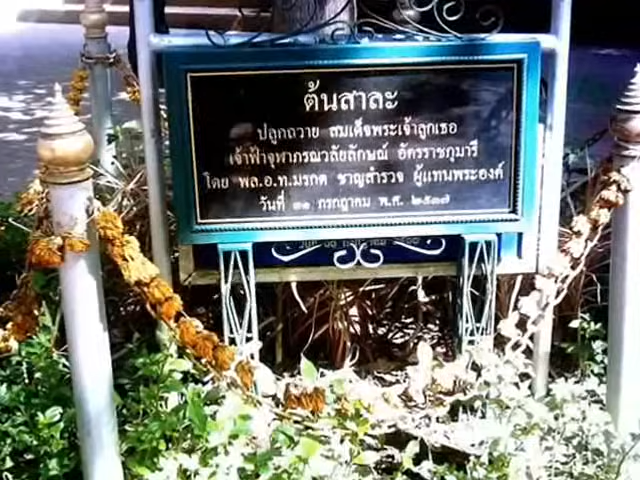 ต้นสาละ
ปลูกถวาย สมเด็จพระเจ้าลูกเธอ
เจ้าฟ้าจุฬาภรณวลัยลักษณ์ อัครราชกุมารี
โดย พล.อ.ท.มรกต ชาญสำรวจ ผู้แทนพระองค์
วันที่ ๓๑ กรกฎาคม พ.ศ. ๒๕๓๗